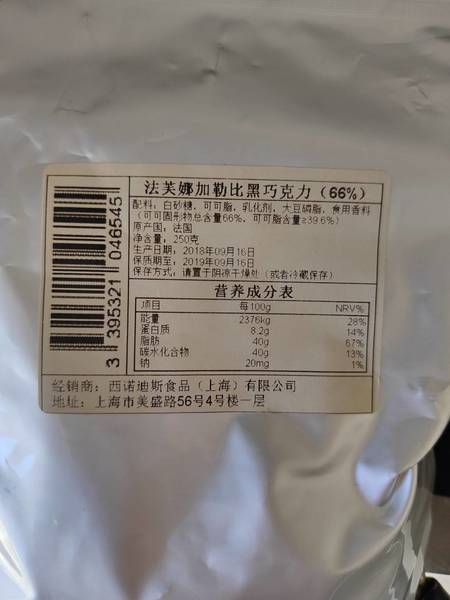 3 395321 046545
法芙娜加勒比黑巧克力（66%）
配料：白砂糖，可可脂，乳化剂，大豆磷脂，食用香料
（可可固形物总含量66%，可可脂含量≥39.6%）
原产国：法国
净含量：250克
生产日期：2018年09月16日
保质期至：2019年09月16日
保存方式：请置于阴凉干燥处（或者冷藏保存）
营养成分表
项目 每100g NRV%
能量 2376kg 28%
蛋白质 8.2g 14%
脂肪 40g 67%
碳水化合物 40g 13%
钠 20mg 1%
经销商：西诺迪斯食品（上海）有限公司
地址：上海市美盛路56号4号楼一层